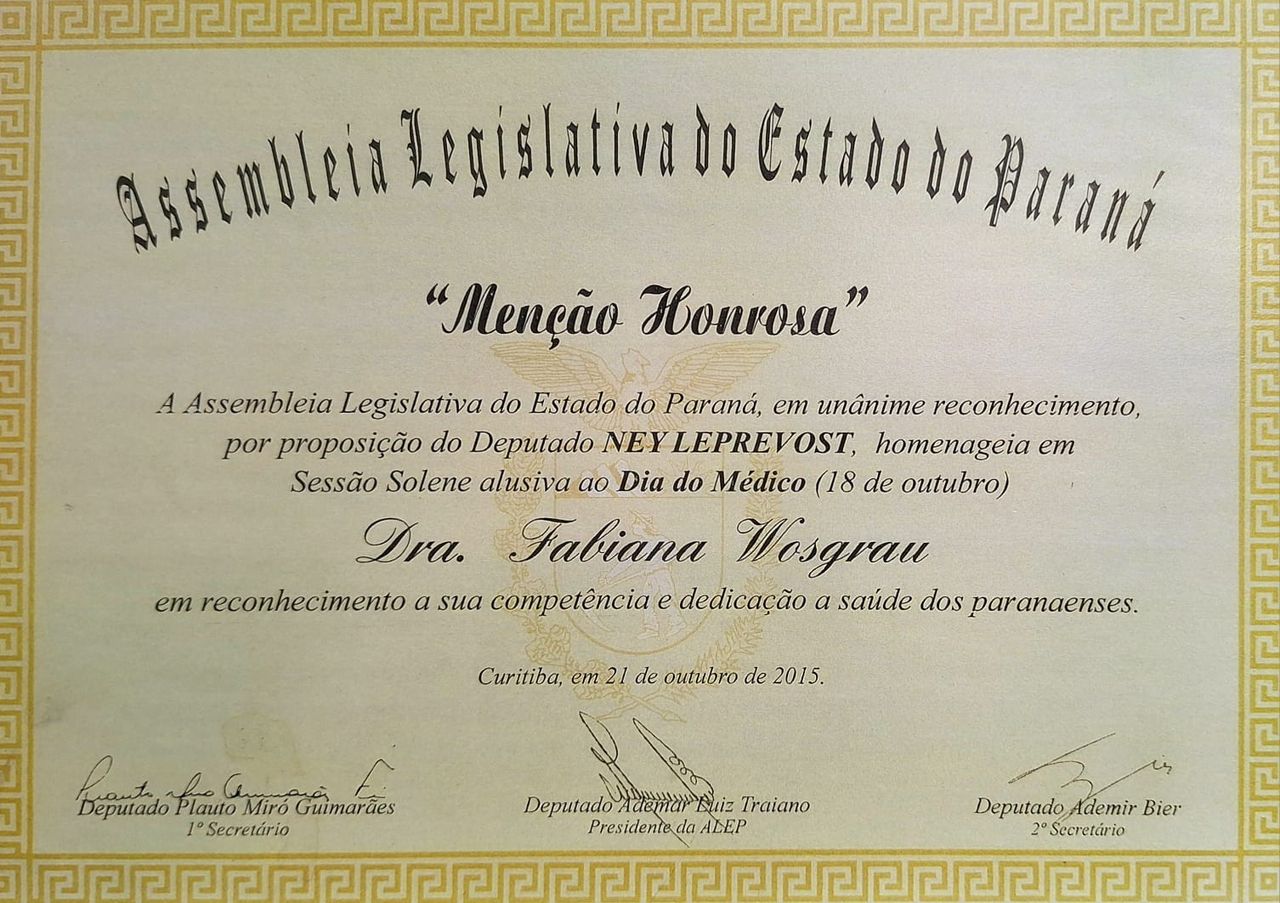 Assembleia Legislativa do Estado do Paraná
“Menção Honrosa”
A Assembleia Legislativa do Estado do Paraná, em unânime reconhecimento,
por proposição do Deputado NEY LEPREVOST, homenageia em
Sessão Solene alusiva ao Dia do Médico (18 de outubro)
Dra. Fabiana Wosgrau
em reconhecimento a sua competência e dedicação a saúde dos paranaenses.
Curitiba, em 21 de outubro de 2015.
Deputado Plauto Miró Guimarães
1º Secretário
Deputado Ademar Luiz Traiano
Presidente da ALEP
Deputado Ademir Bier
2º Secretário